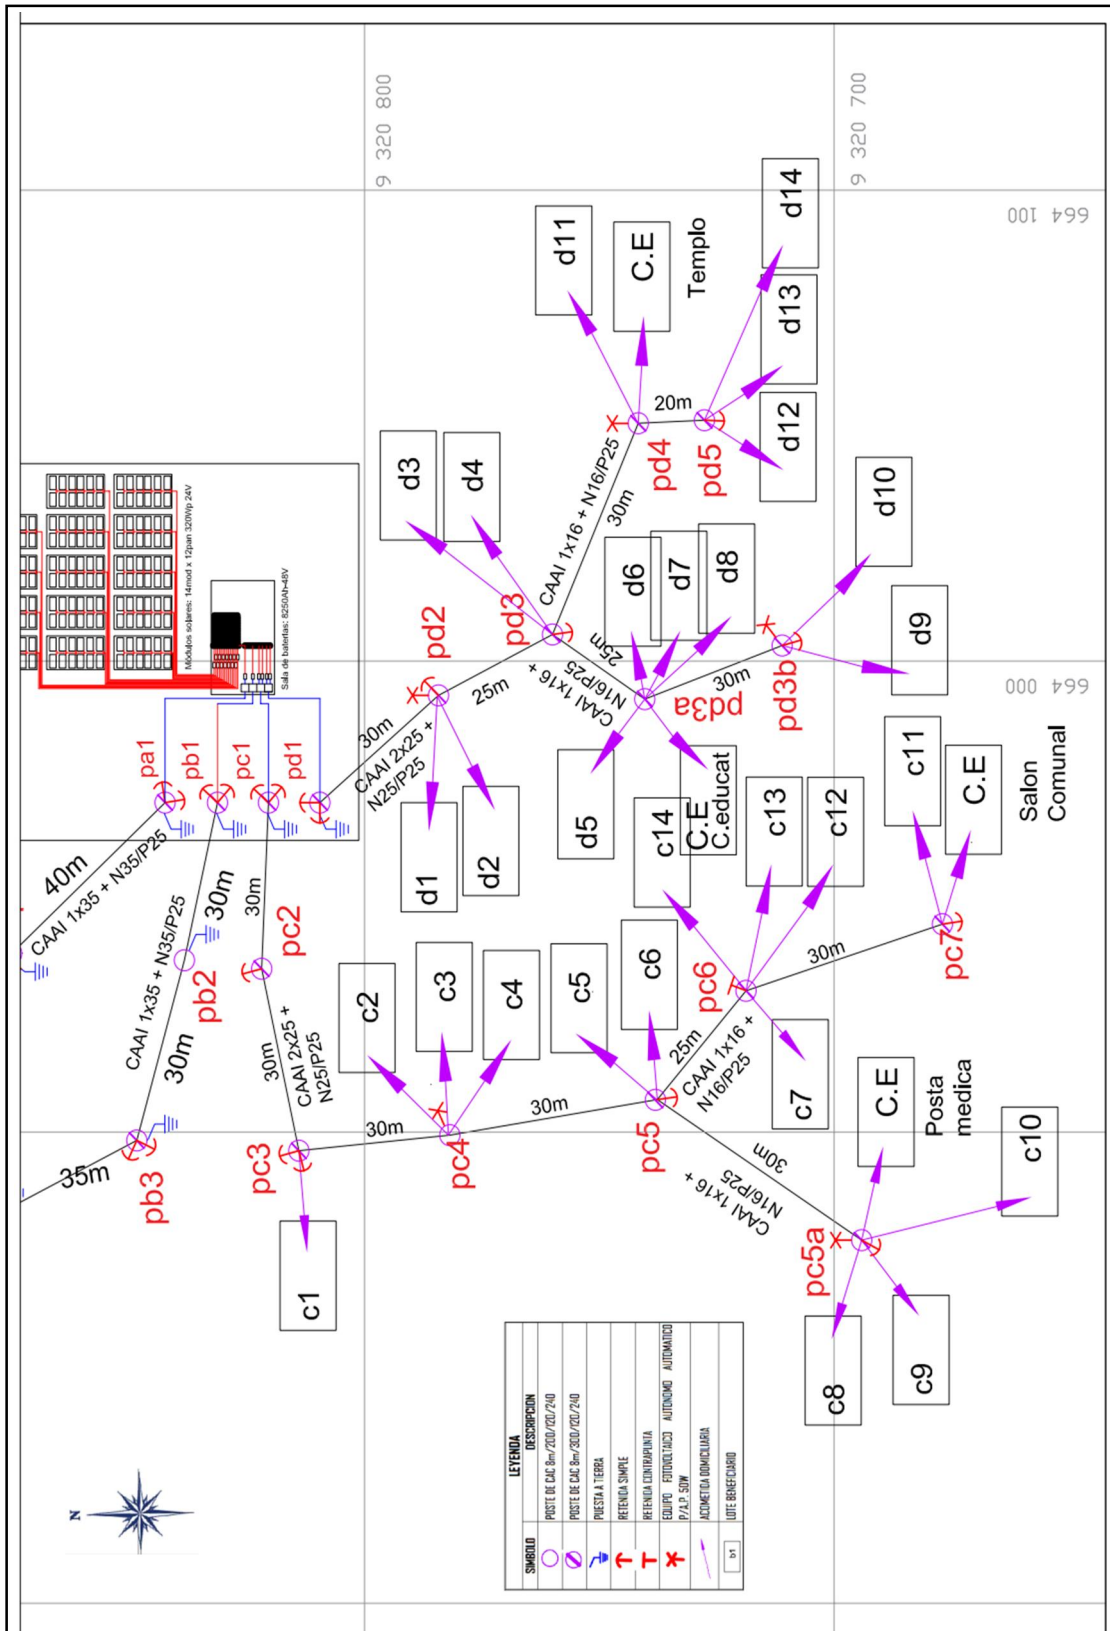 9 320 800
9 320 700
664 100
664 000
Módulos solares: 14mod x 12pan 320Wp 24V
Sala de baterias: 8250Ah-48V
pa1
pb1
pc1
pd1
40m
CAAI 1x35 + N35/P25
CAAI 1x35 + N35/P25
30m
30m
pb2
pb3
35m
30m
pc2
30m
CAAI 2x25 +
N25/P25
pc3
c1
30m
pc4
c2
c3
c4
30m
pc5
c5
c6
25m
CAAI 1x16 +
N16/P25
pc6
c7
c12
c13
c14
30m
pc7
c11
C.E
Salon
Comunal
30m
CAAI 1x16 +
N16/P25
pc5a
C.E
Posta
medica
c8
c9
c10
30m
CAAI 2x25 +
N25/P25
pd2
d1
d2
25m
pd3
d3
d4
CAAI 1x16 + N16/P25
30m
pd4
d11
C.E
Templo
20m
pd5
d12
d13
d14
25m
CAAI 1x16 +
N16/P25
pd3a
d5
d6
d7
d8
C.E
C.educat
30m
pd3b
d9
d10
N
LEYENDA
SIMBOLO DESCRIPCION
POSTE DE CAC 8m/200/120/240
POSTE DE CAC 8m/300/120/240
PUESTA A TIERRA
RETENIDA SIMPLE
RETENIDA CONTRAPUNTA
EQUIPO FOTOVOLTAICO AUTONOMO AUTOMATICO
P/A.P. 50W
ACOMETIDA DOMICILIARIA
b1 LOTE BENEFICIARIO